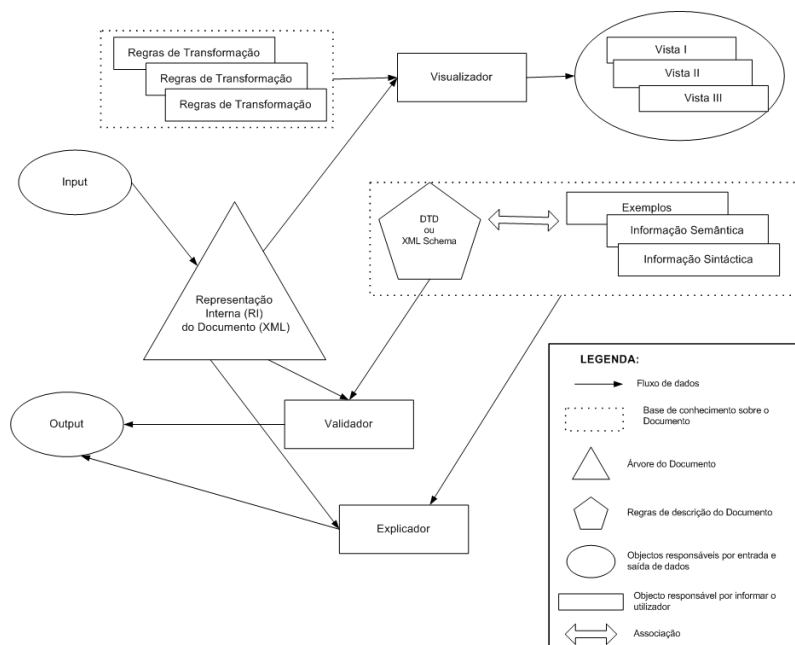 Regras de Transformação
Regras de Transformação
Regras de Transformação
Visualizador
Vista I
Vista II
Vista III
Input
DTD
ou
XML Schema
Exemplos
Informação Semântica
Informação Sintáctica
Representação
Interna (RI)
do Documento (XML)
Output
Validador
Explicador
LEGENDA:
Fluxo de dados
Base de conhecimento sobre o
Documento
Árvore do Documento
Regras de descrição do Documento
Objectos responsáveis por entrada e
saída de dados
Objecto responsável por informar o
utilizador
Associação